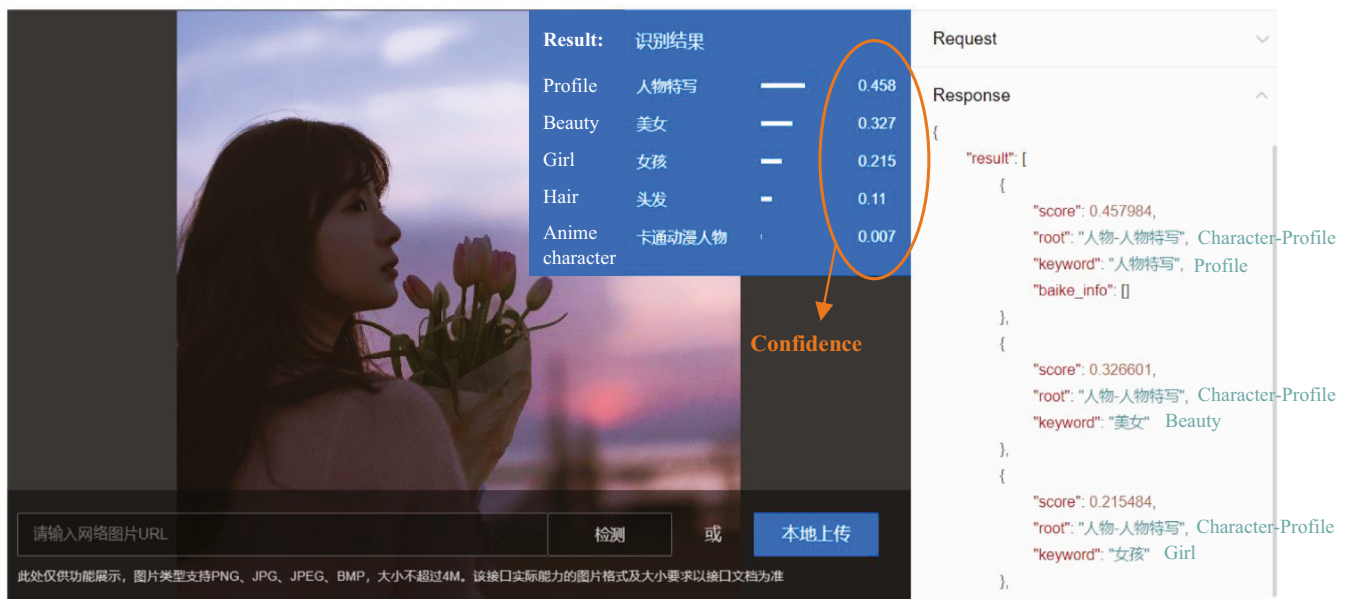 Result: 识别结果
Profile 人物特写 0.458
Beauty 美女 0.327
Girl 女孩 0.215
Hair 头发 0.11
Anime character 卡通动漫人物 0.007
Confidence
请输入网络图片URL 检测 或 本地上传
此处仅供功能展示，图片类型支持PNG、JPG、JPEG、BMP，大小不超过4M。该接口实际能力的图片格式及大小要求以接口文档为准
Request
Response
{
"result": [
{
"score": 0.457984,
"root": "人物-人物特写", Character-Profile
"keyword": "人物特写", Profile
"baike_info": []
},
{
"score": 0.326601,
"root": "人物-人物特写", Character-Profile
"keyword": "美女" Beauty
},
{
"score": 0.215484,
"root": "人物-人物特写", Character-Profile
"keyword": "女孩" Girl
},